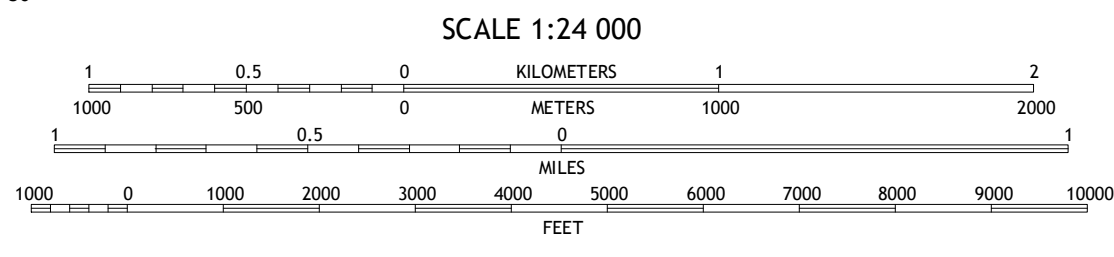 SCALE 1:24 000
1 0.5 0 KILOMETERS 1 2
1000 500 0 METERS 1000 2000
1 0.5 0 1
MILES
1000 0 1000 2000 3000 4000 5000 6000 7000 8000 9000 10000
FEET